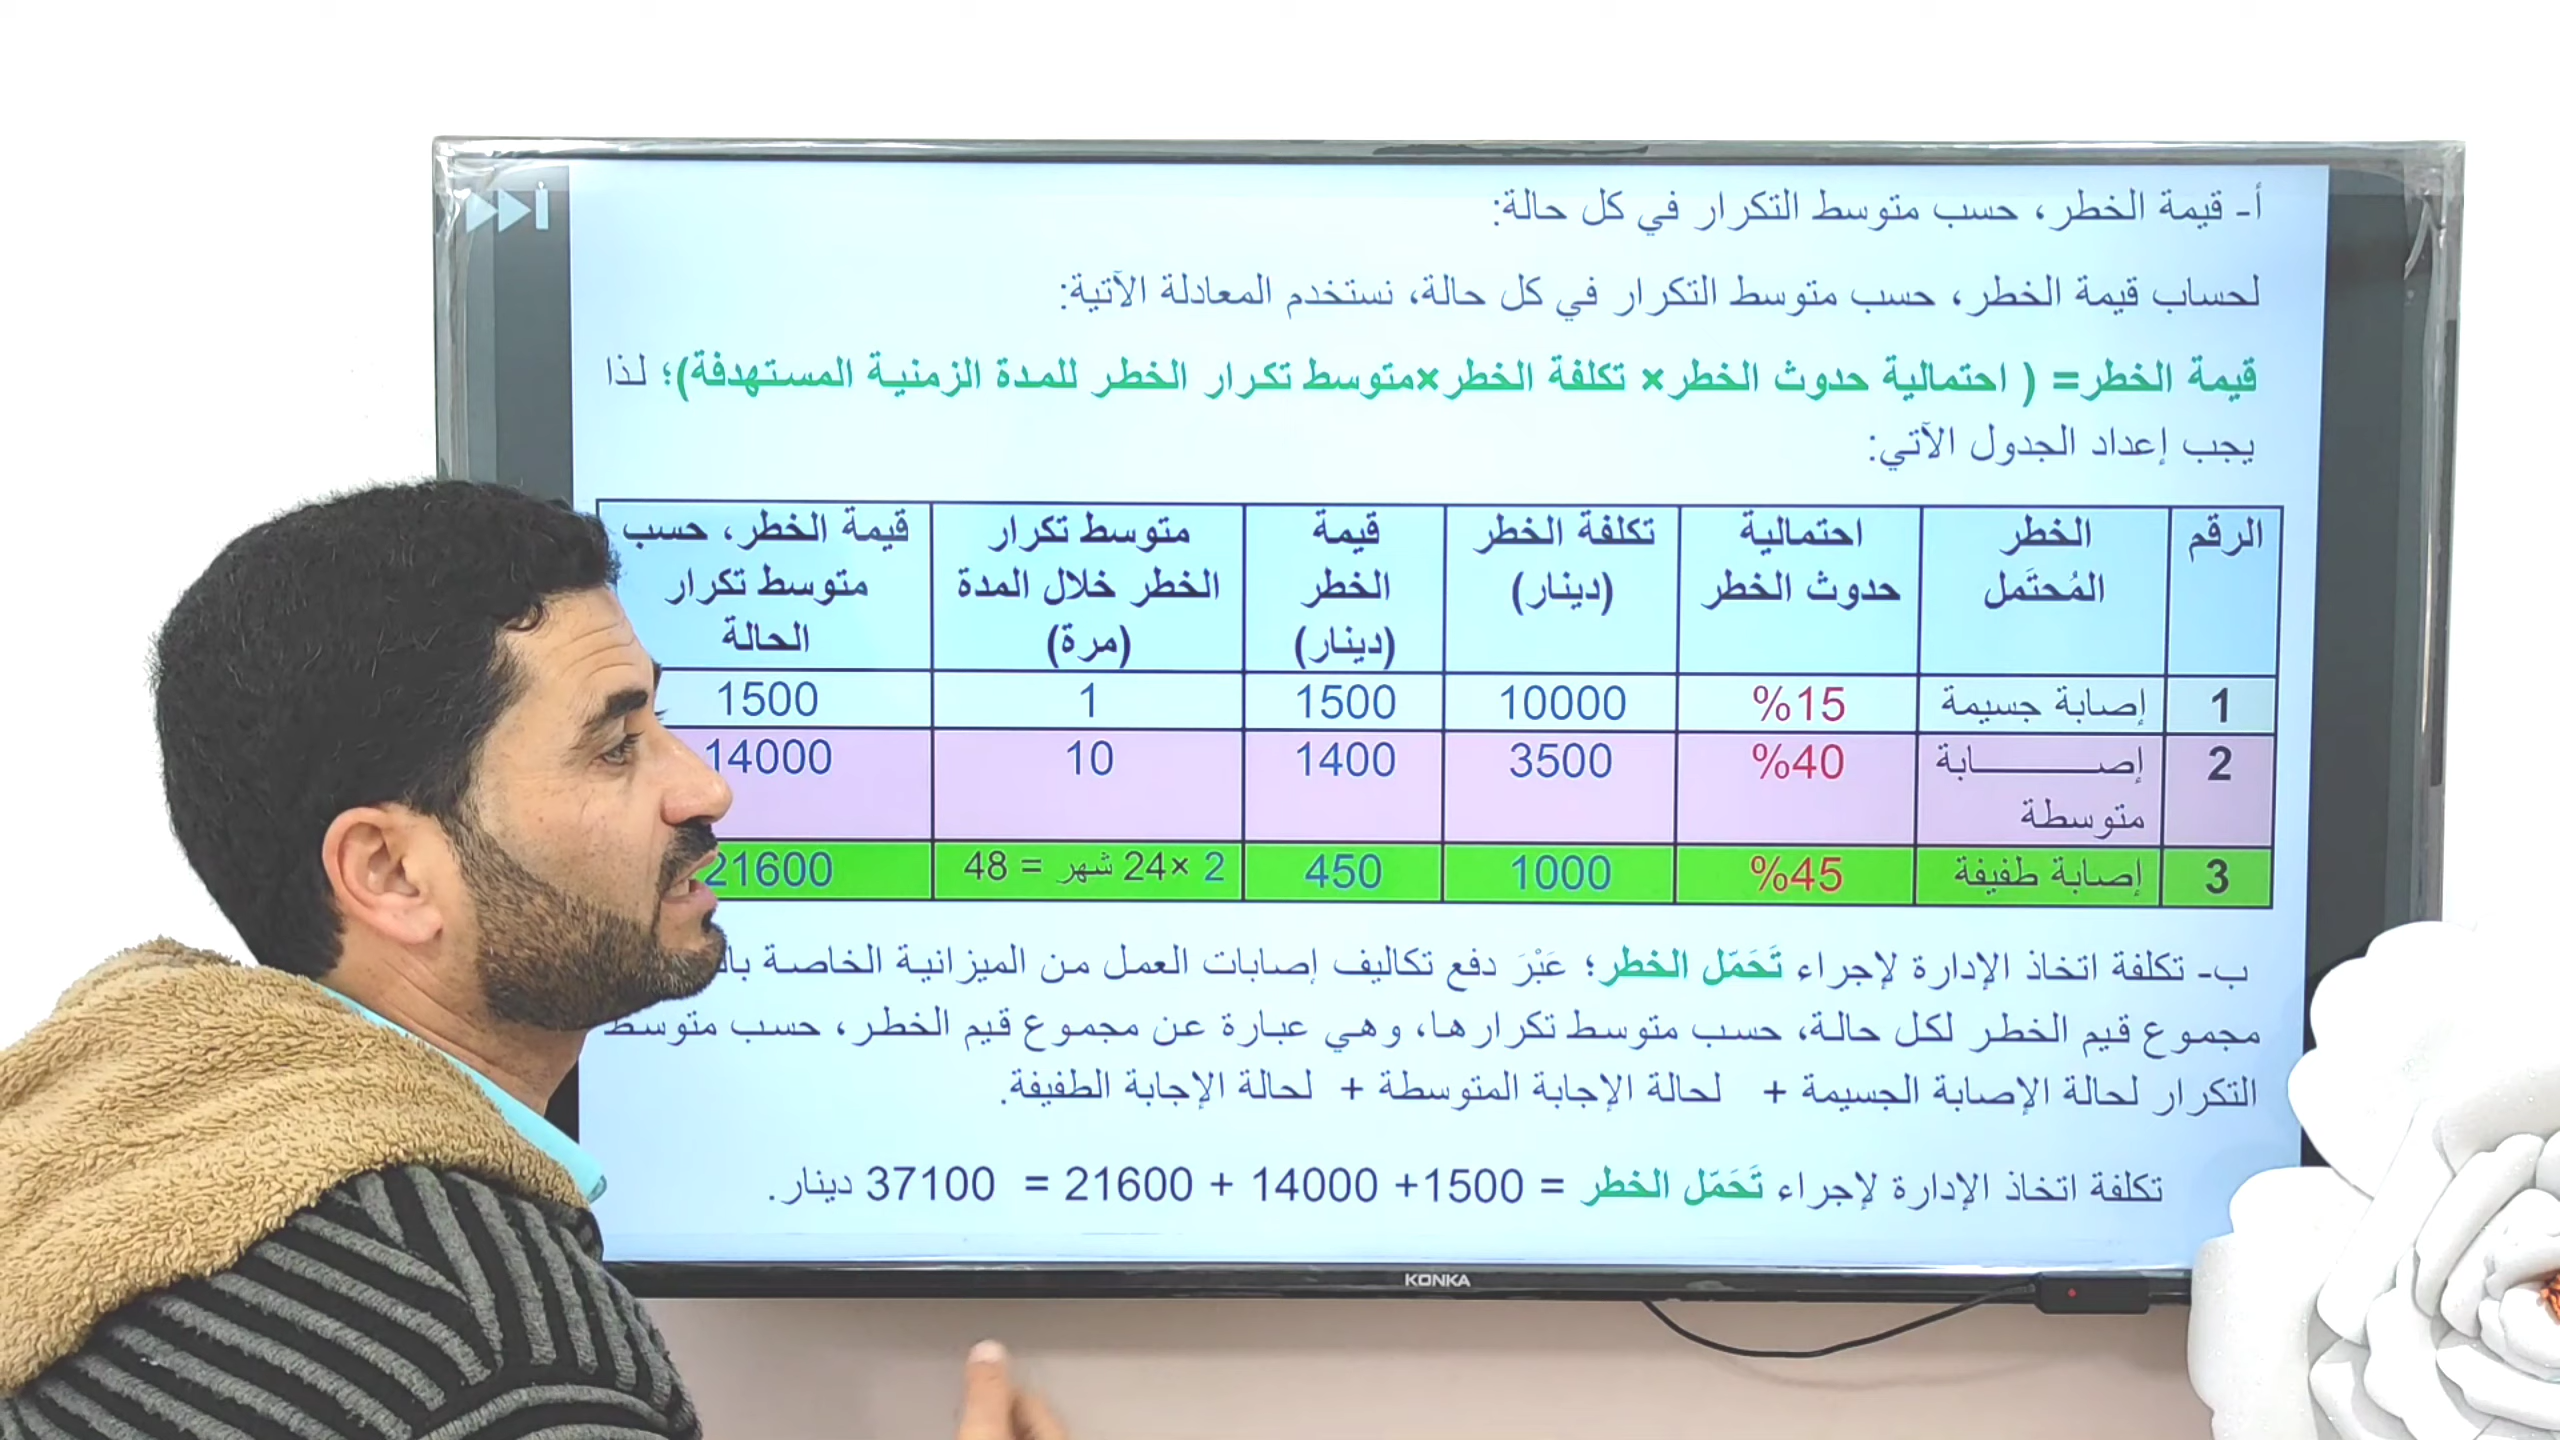 أ- قيمة الخطر، حسب متوسط التكرار في كل حالة:
لحساب قيمة الخطر، حسب متوسط التكرار في كل حالة، نستخدم المعادلة الآتية:
قيمة الخطر= ( احتمالية حدوث الخطر× تكلفة الخطر×متوسط تكرار الخطر للمدة الزمنية المستهدفة)؛ لذا
يجب إعداد الجدول الآتي:
الرقم | الخطر المُحتَمل | احتمالية حدوث الخطر | تكلفة الخطر (دينار) | قيمة الخطر (دينار) | متوسط تكرار الخطر خلال المدة (مرة) | قيمة الخطر، حسب متوسط تكرار الحالة
1 | إصابة جسيمة | %15 | 10000 | 1500 | 1 | 1500
2 | إصـــــــابة متوسطة | %40 | 3500 | 1400 | 10 | 14000
3 | إصابة طفيفة | %45 | 1000 | 450 | 2 ×24 شهر = 48 | 21600
ب- تكلفة اتخاذ الإدارة لإجراء تَحَمّل الخطر؛ عَبْرَ دفع تكاليف إصابات العمل من الميزانية الخاصة
مجموع قيم الخطر لكل حالة، حسب متوسط تكرارها، وهي عبارة عن مجموع قيم الخطر، حسب متوسط
التكرار لحالة الإصابة الجسيمة + لحالة الإجابة المتوسطة + لحالة الإجابة الطفيفة.
تكلفة اتخاذ الإدارة لإجراء تَحَمّل الخطر = 1500+ 14000 + 21600 = 37100 دينار.
KONKA